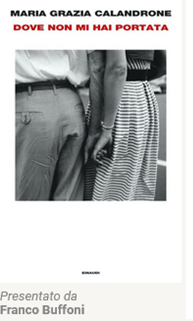 MARIA GRAZIA CALANDRONE
DOVE NON MI HAI PORTATA
EINAUDI
Presentato da
Franco Buffoni